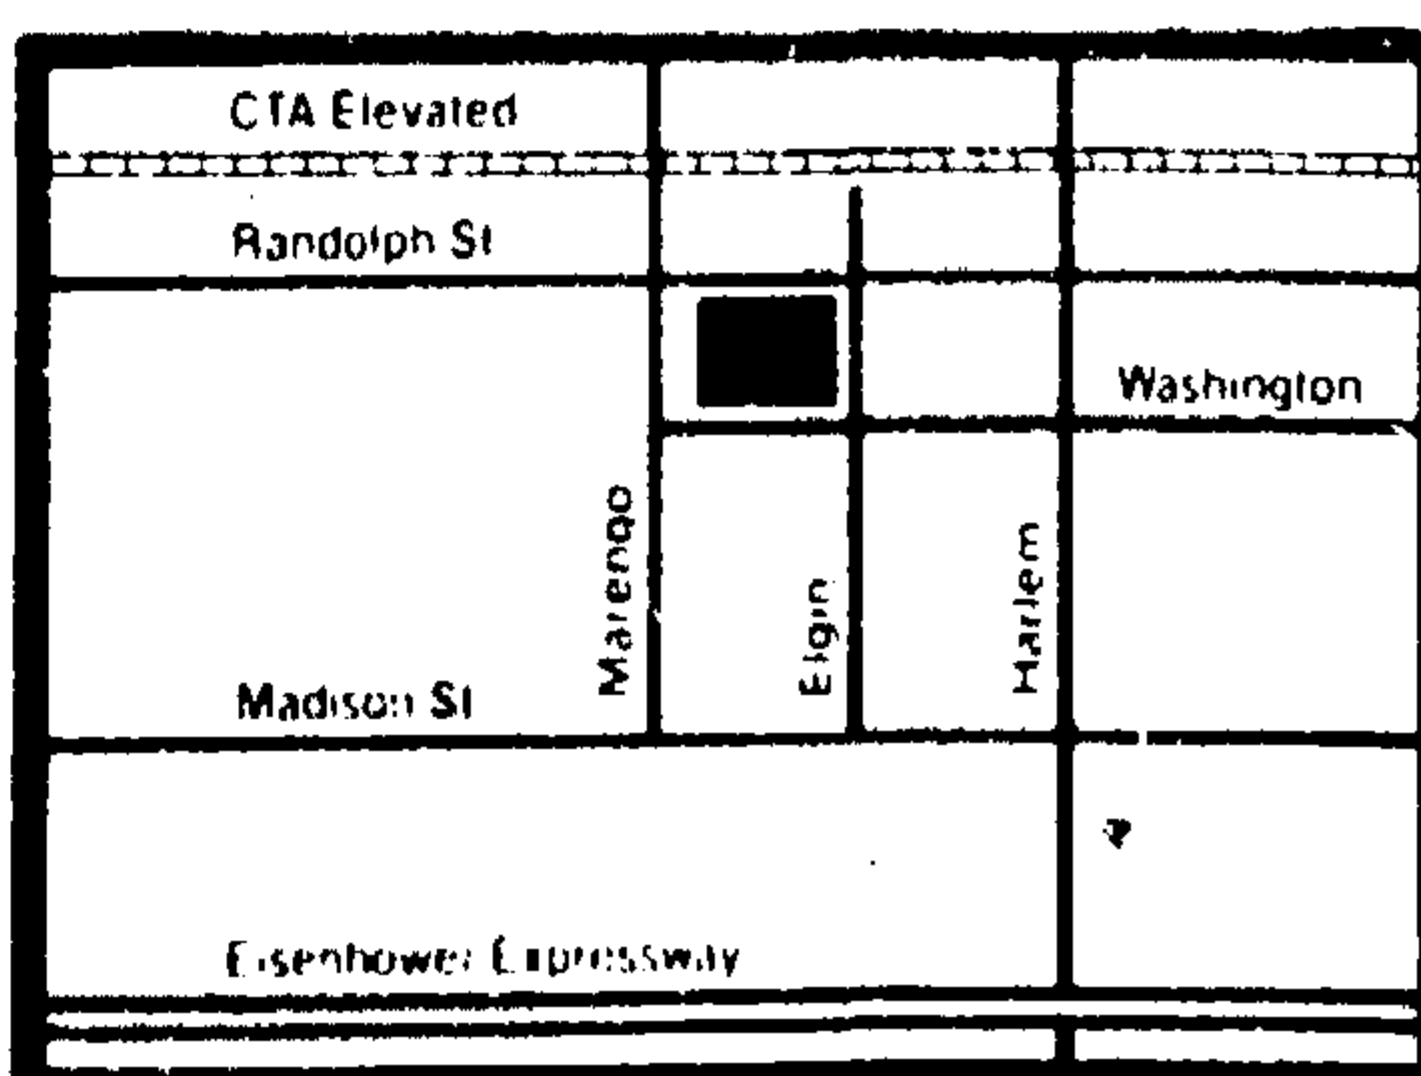 CTA Elevated
Randolph St
Washington
Marengo
Elgin
Harlem
Madison St
Eisenhower Expressway